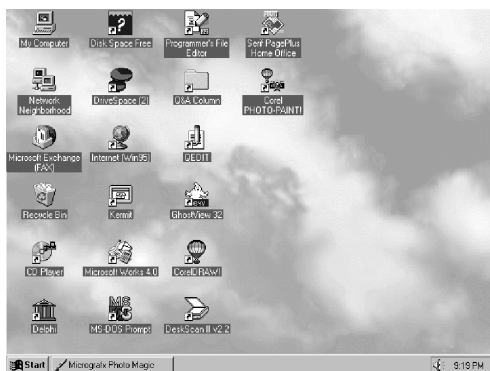 My Computer
Disk Space Free
Programmer's File
Editor
Serif PagePlus
Home Office
Network
Neighborhood
DriveSpace (2)
Q&A Column
Corel
PHOTO-PAINT!
Microsoft Exchange
(FAX)
Internet (Win95)
QEDIT
Recycle Bin
Kermit
GhostView 32
CD Player
Microsoft Works 4.0
CorelDRAW!
Delphi
MS-DOS Prompt
DeskScan II v2.2
Start
Micrografx Photo Magic
9:19 PM